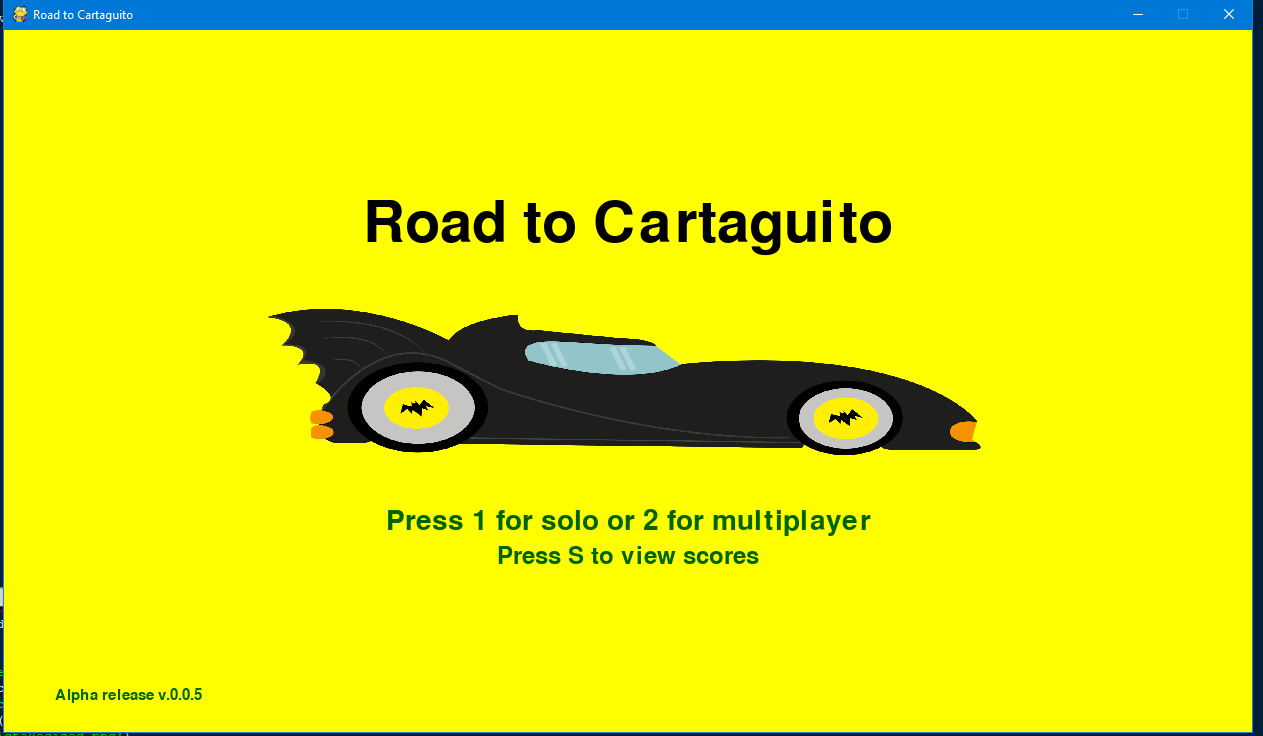 Road to Cartaguito
Road to Cartaguito
Press 1 for solo or 2 for multiplayer
Press S to view scores
Alpha release v.0.0.5